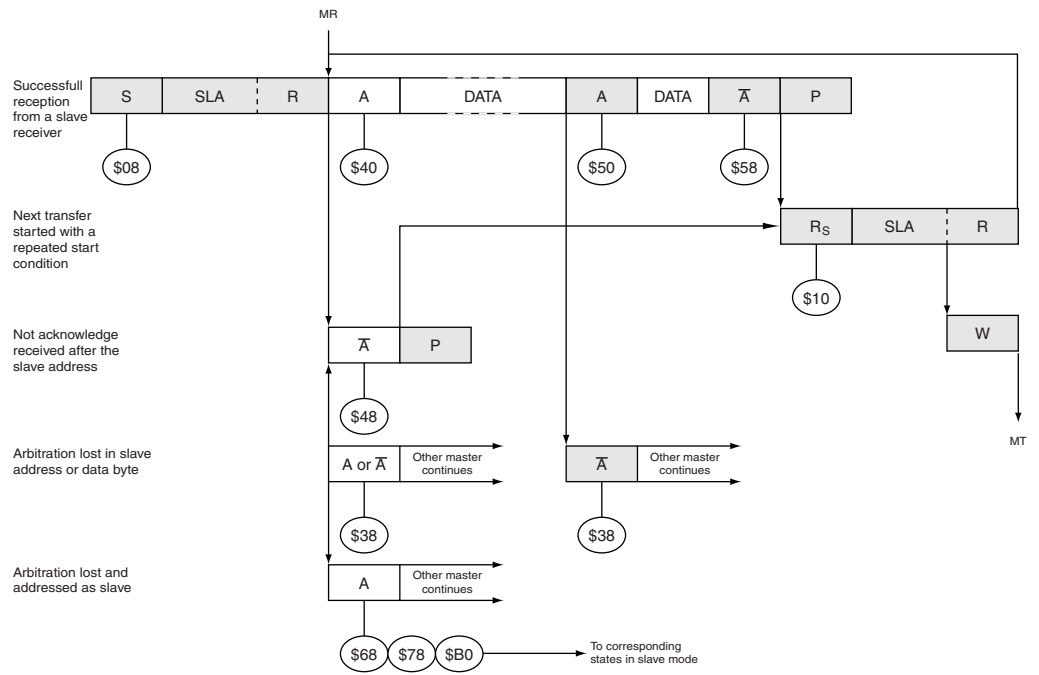 MR
Successfull
reception
from a slave
receiver
S SLA R A DATA A DATA A̅ P
$08 $40 $50 $58
Next transfer
started with a
repeated start
condition
RS SLA R
$10
Not acknowledge
received after the
slave address
A̅ P
W
$48
MT
Arbitration lost in slave
address or data byte
A or A̅ Other master
continues
A̅ Other master
continues
$38 $38
Arbitration lost and
addressed as slave
A Other master
continues
$68 $78 $B0
To corresponding
states in slave mode